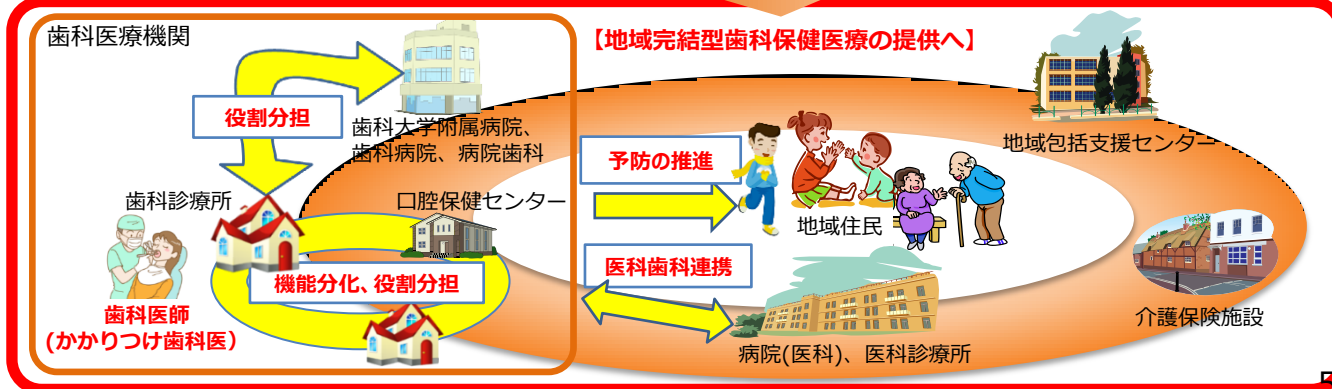 歯科医療機関
【地域完結型歯科保健医療の提供へ】
役割分担
歯科大学附属病院、
歯科病院、病院歯科
地域包括支援センター
予防の推進
歯科診療所
口腔保健センター
地域住民
医科歯科連携
機能分化、役割分担
歯科医師
(かかりつけ歯科医)
介護保険施設
病院(医科)、医科診療所